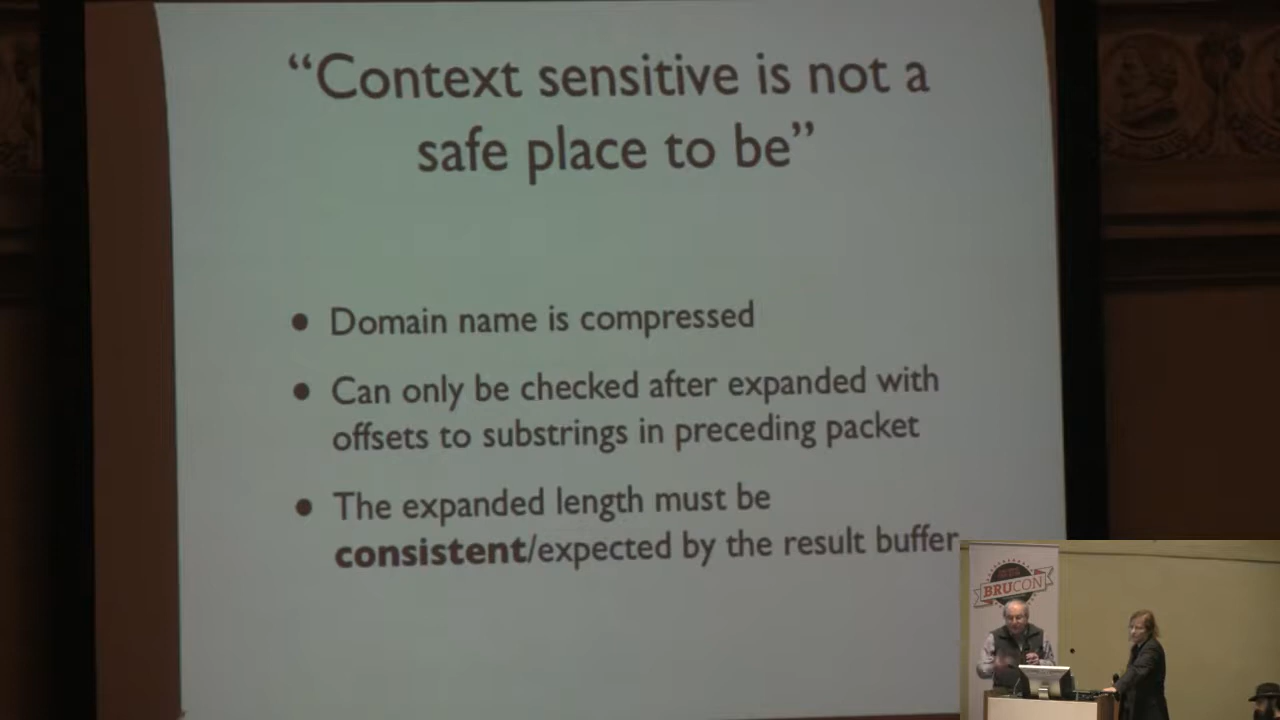 “Context sensitive is not a
safe place to be”
• Domain name is compressed
• Can only be checked after expanded with
offsets to substrings in preceding packet
• The expanded length must be
consistent/expected by the result buffer
BRUCON